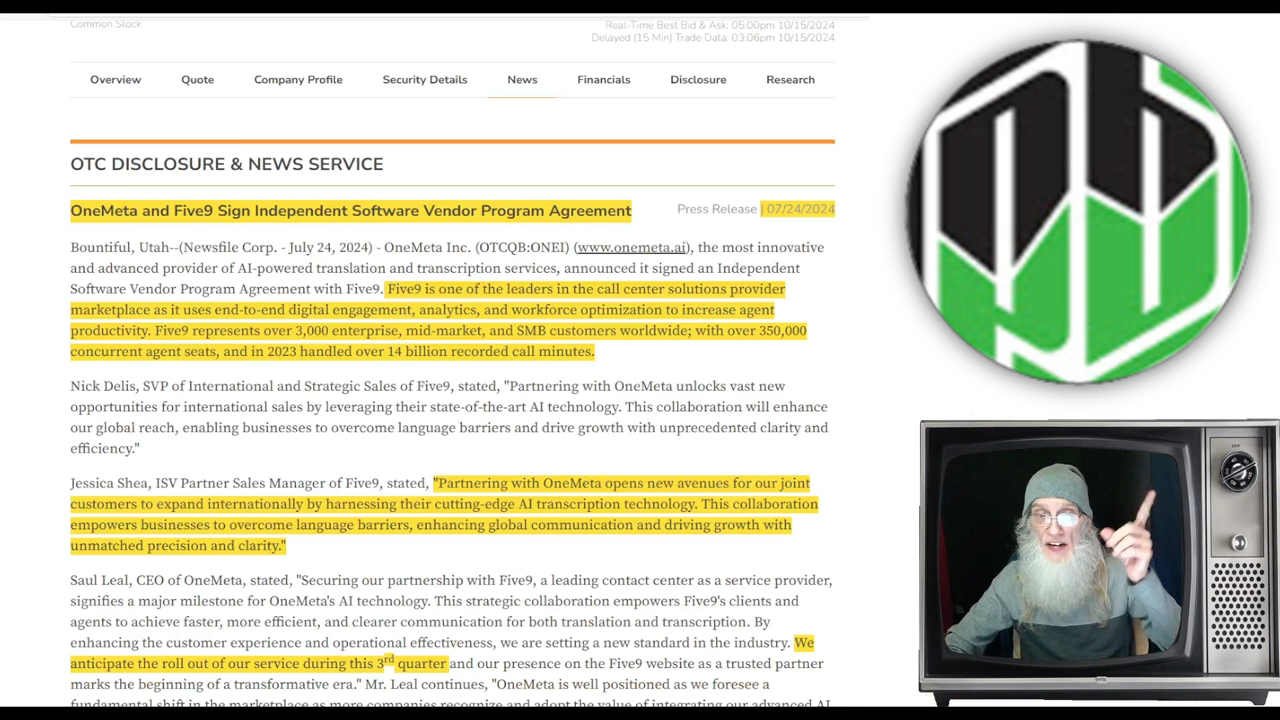 Common Stock
Real-Time Best Bid & Ask: 05:00pm 10/15/2024
Delayed (15 Min) Trade Data: 03:06pm 10/15/2024
Overview Quote Company Profile Security Details News Financials Disclosure Research
OTC DISCLOSURE & NEWS SERVICE
OneMeta and Five9 Sign Independent Software Vendor Program Agreement
Press Release | 07/24/2024
Bountiful, Utah--(Newsfile Corp. - July 24, 2024) - OneMeta Inc. (OTCQB:ONEI) (www.onemeta.ai), the most innovative
and advanced provider of AI-powered translation and transcription services, announced it signed an Independent
Software Vendor Program Agreement with Five9. Five9 is one of the leaders in the call center solutions provider
marketplace as it uses end-to-end digital engagement, analytics, and workforce optimization to increase agent
productivity. Five9 represents over 3,000 enterprise, mid-market, and SMB customers worldwide; with over 350,000
concurrent agent seats, and in 2023 handled over 14 billion recorded call minutes.
Nick Delis, SVP of International and Strategic Sales of Five9, stated, "Partnering with OneMeta unlocks vast new
opportunities for international sales by leveraging their state-of-the-art AI technology. This collaboration will enhance
our global reach, enabling businesses to overcome language barriers and drive growth with unprecedented clarity and
efficiency."
Jessica Shea, ISV Partner Sales Manager of Five9, stated, "Partnering with OneMeta opens new avenues for our joint
customers to expand internationally by harnessing their cutting-edge AI transcription technology. This collaboration
empowers businesses to overcome language barriers, enhancing global communication and driving growth with
unmatched precision and clarity."
Saul Leal, CEO of OneMeta, stated, "Securing our partnership with Five9, a leading contact center as a service provider,
signifies a major milestone for OneMeta's AI technology. This strategic collaboration empowers Five9's clients and
agents to achieve faster, more efficient, and clearer communication for both translation and transcription. By
enhancing the customer experience and operational effectiveness, we are setting a new standard in the industry. We
anticipate the roll out of our service during this 3rd quarter and our presence on the Five9 website as a trusted partner
marks the beginning of a transformative era." Mr. Leal continues, "OneMeta is well positioned as we foresee a
fundamental shift in the marketplace as more companies recognize and adopt the value of integrating our advanced AI